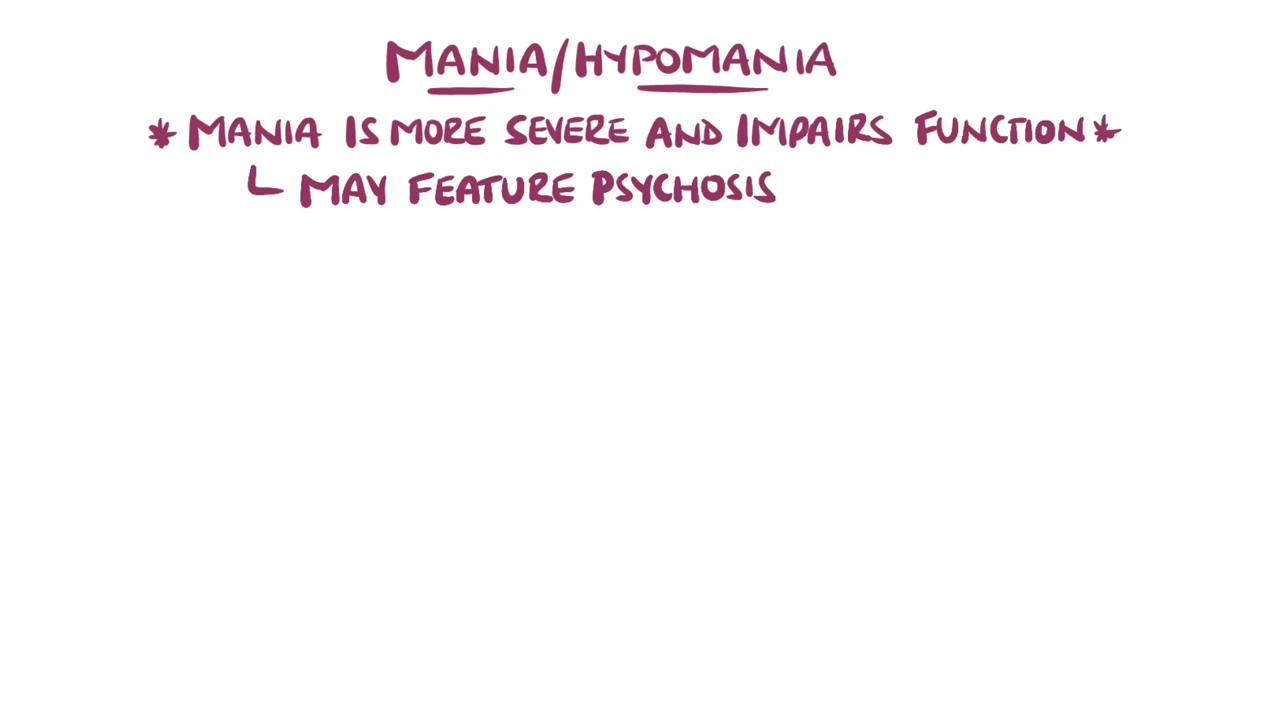 MANIA/HYPOMANIA
* MANIA IS MORE SEVERE AND IMPAIRS FUNCTION *
└ MAY FEATURE PSYCHOSIS